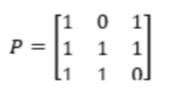 P = [1 0 1
1 1 1
1 1 0]